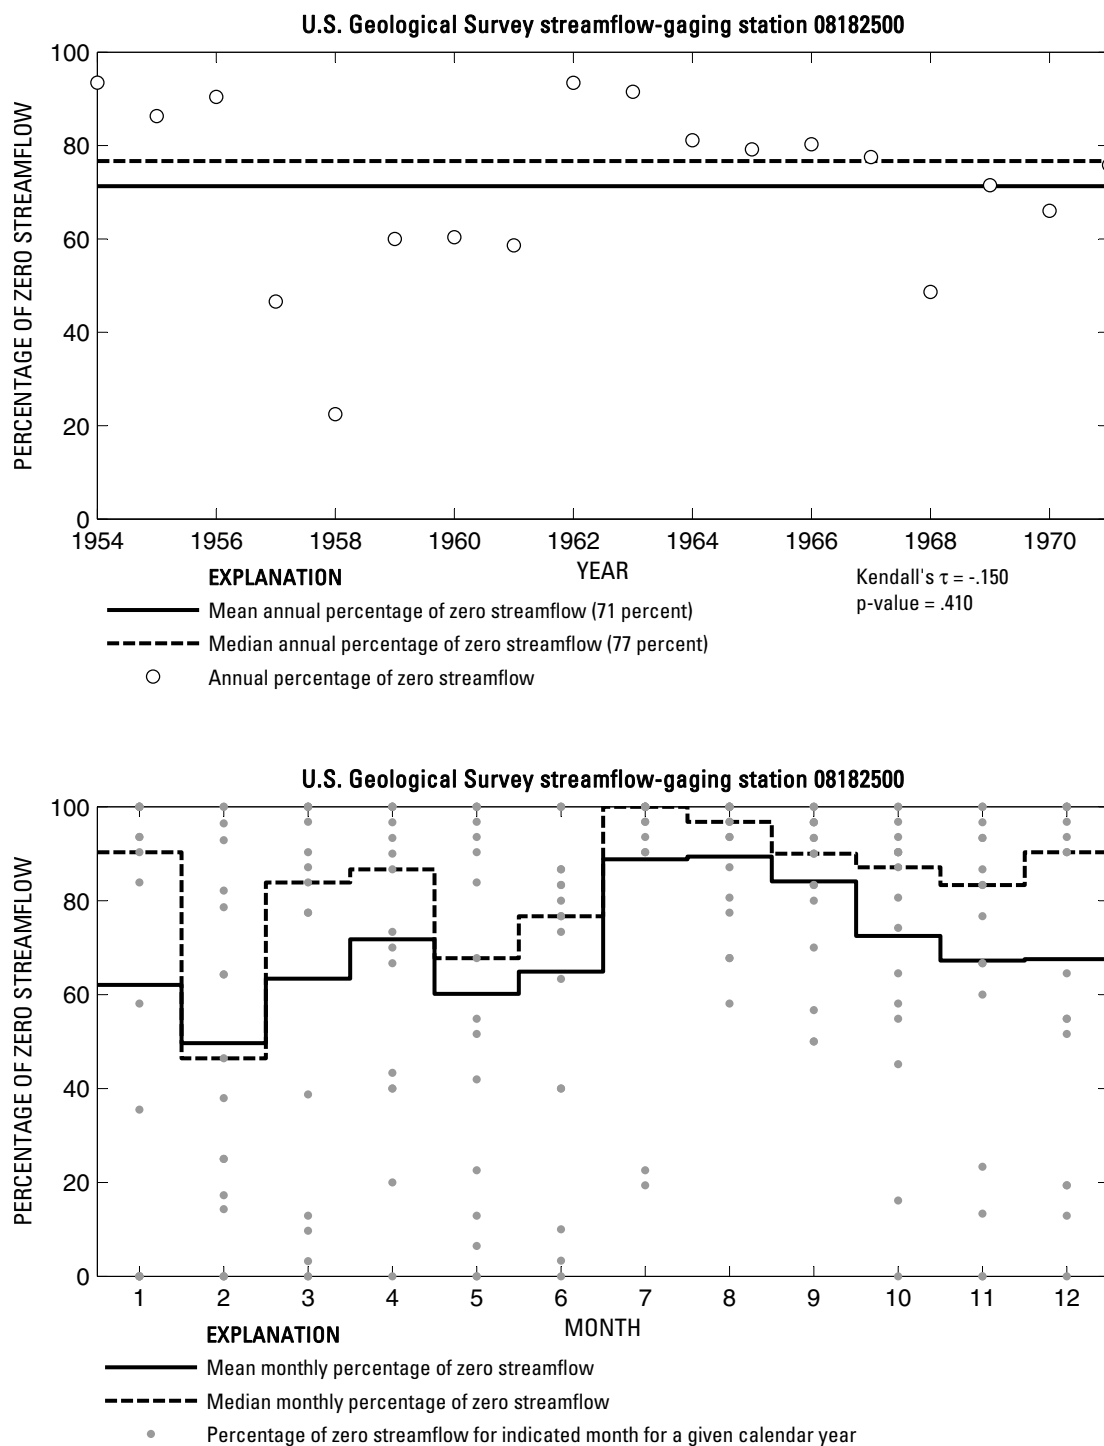 U.S. Geological Survey streamflow-gaging station 08182500
PERCENTAGE OF ZERO STREAMFLOW
100
80
60
40
20
0
1954 1956 1958 1960 1962 1964 1966 1968 1970
YEAR
EXPLANATION
Mean annual percentage of zero streamflow (71 percent)
Median annual percentage of zero streamflow (77 percent)
Annual percentage of zero streamflow
Kendall's τ = -.150
p-value = .410
U.S. Geological Survey streamflow-gaging station 08182500
PERCENTAGE OF ZERO STREAMFLOW
100
80
60
40
20
0
1 2 3 4 5 6 7 8 9 10 11 12
MONTH
EXPLANATION
Mean monthly percentage of zero streamflow
Median monthly percentage of zero streamflow
Percentage of zero streamflow for indicated month for a given calendar year